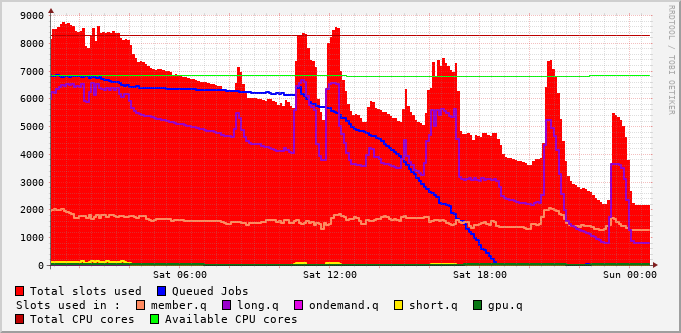 RRDTOOL / TOBI OETIKER
9000
8000
7000
6000
5000
4000
3000
2000
1000
0
Sat 06:00 Sat 12:00 Sat 18:00 Sun 00:00
Total slots used Queued Jobs
Slots used in : member.q long.q ondemand.q short.q gpu.q
Total CPU cores Available CPU cores